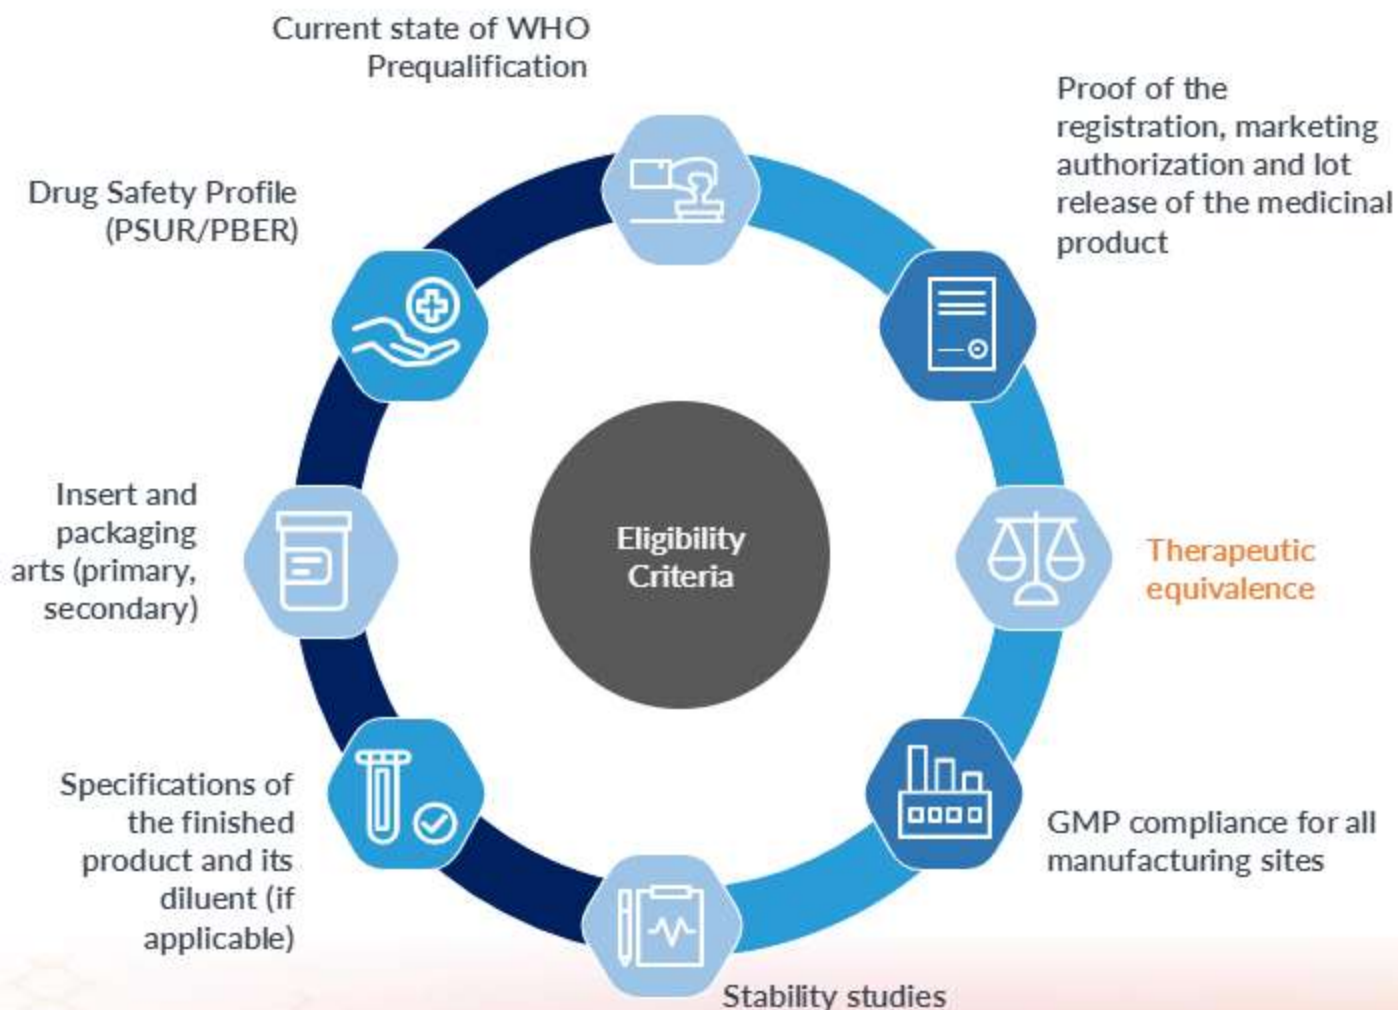 Current state of WHO
Prequalification
Proof of the
registration, marketing
authorization and lot
release of the medicinal
product
Drug Safety Profile
(PSUR/PBER)
Insert and
packaging
arts (primary,
secondary)
Eligibility
Criteria
Therapeutic
equivalence
Specifications of
the finished
product and its
diluent (if
applicable)
GMP compliance for all
manufacturing sites
Stability studies